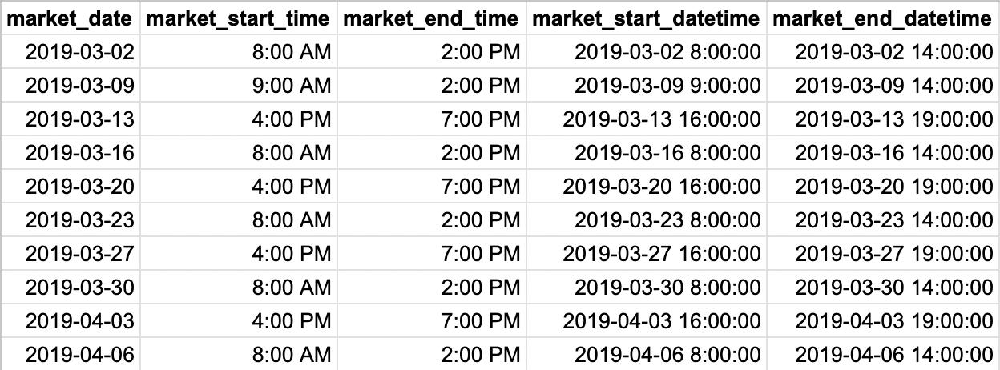 market_date market_start_time market_end_time market_start_datetime market_end_datetime
2019-03-02 8:00 AM 2:00 PM 2019-03-02 8:00:00 2019-03-02 14:00:00
2019-03-09 9:00 AM 2:00 PM 2019-03-09 9:00:00 2019-03-09 14:00:00
2019-03-13 4:00 PM 7:00 PM 2019-03-13 16:00:00 2019-03-13 19:00:00
2019-03-16 8:00 AM 2:00 PM 2019-03-16 8:00:00 2019-03-16 14:00:00
2019-03-20 4:00 PM 7:00 PM 2019-03-20 16:00:00 2019-03-20 19:00:00
2019-03-23 8:00 AM 2:00 PM 2019-03-23 8:00:00 2019-03-23 14:00:00
2019-03-27 4:00 PM 7:00 PM 2019-03-27 16:00:00 2019-03-27 19:00:00
2019-03-30 8:00 AM 2:00 PM 2019-03-30 8:00:00 2019-03-30 14:00:00
2019-04-03 4:00 PM 7:00 PM 2019-04-03 16:00:00 2019-04-03 19:00:00
2019-04-06 8:00 AM 2:00 PM 2019-04-06 8:00:00 2019-04-06 14:00:00